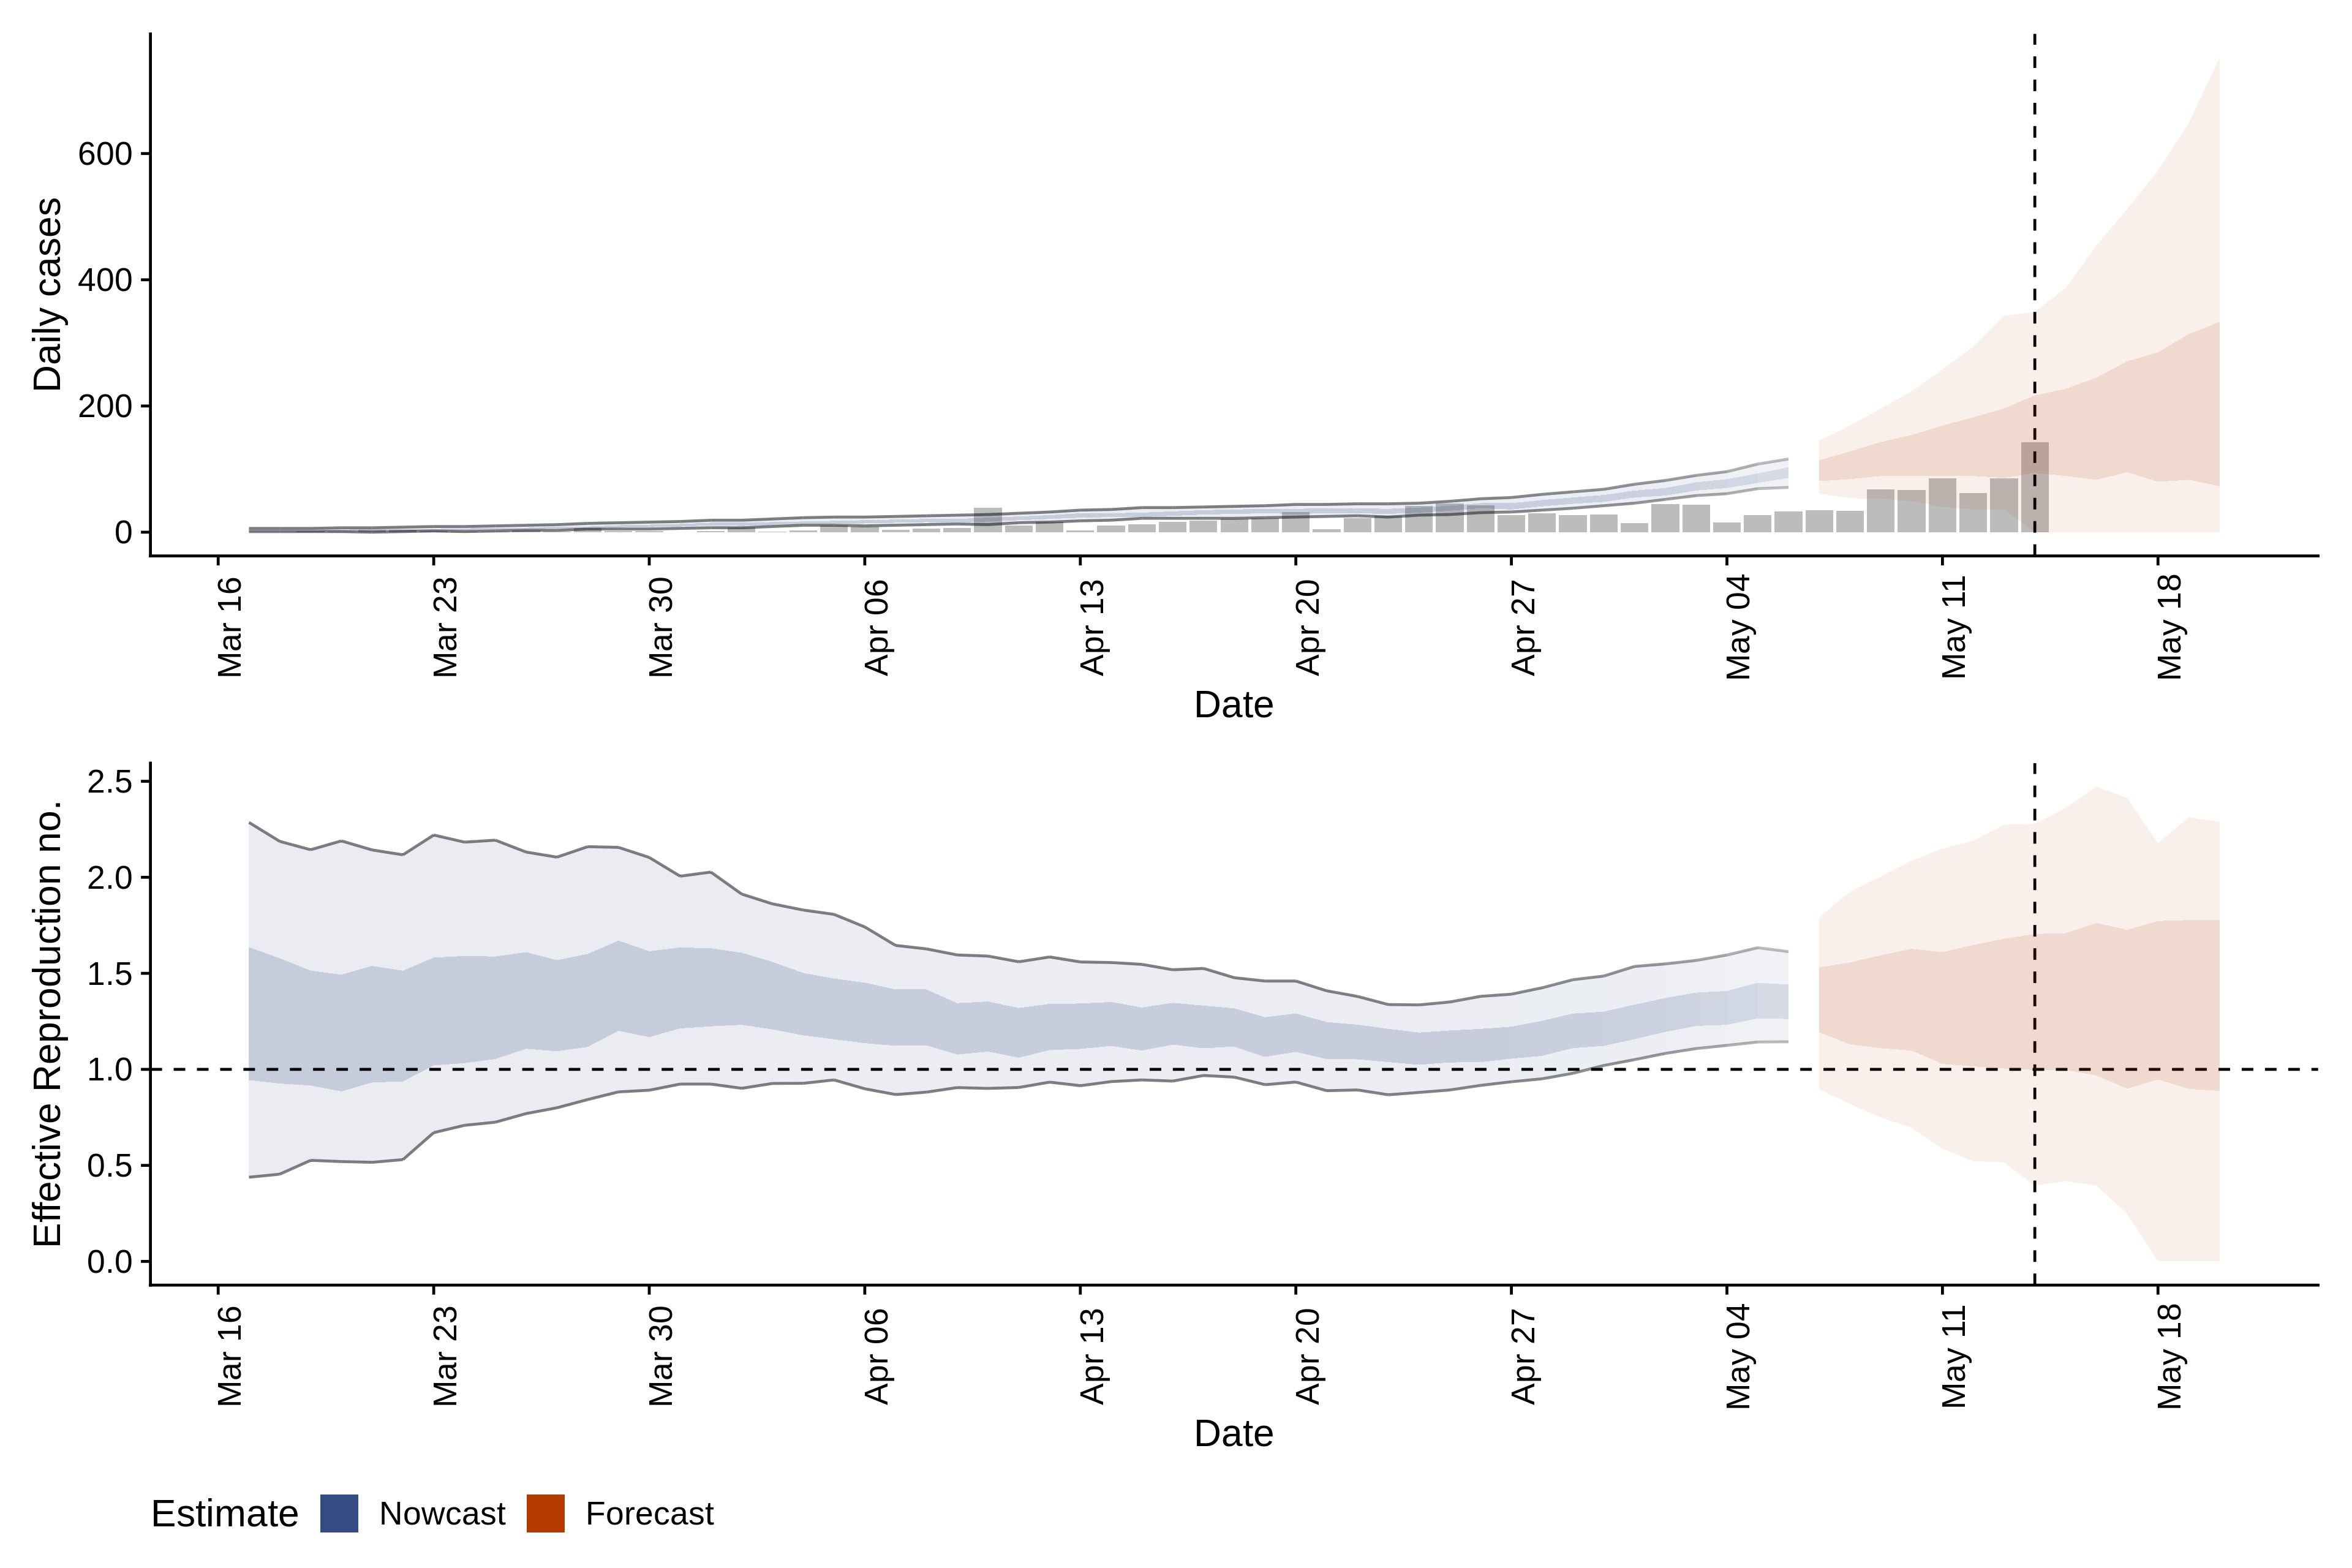 Daily cases
600
400
200
0
Mar 16
Mar 23
Mar 30
Apr 06
Apr 13
Apr 20
Apr 27
May 04
May 11
May 18
Date
Effective Reproduction no.
2.5
2.0
1.5
1.0
0.5
0.0
Mar 16
Mar 23
Mar 30
Apr 06
Apr 13
Apr 20
Apr 27
May 04
May 11
May 18
Date
Estimate Nowcast Forecast